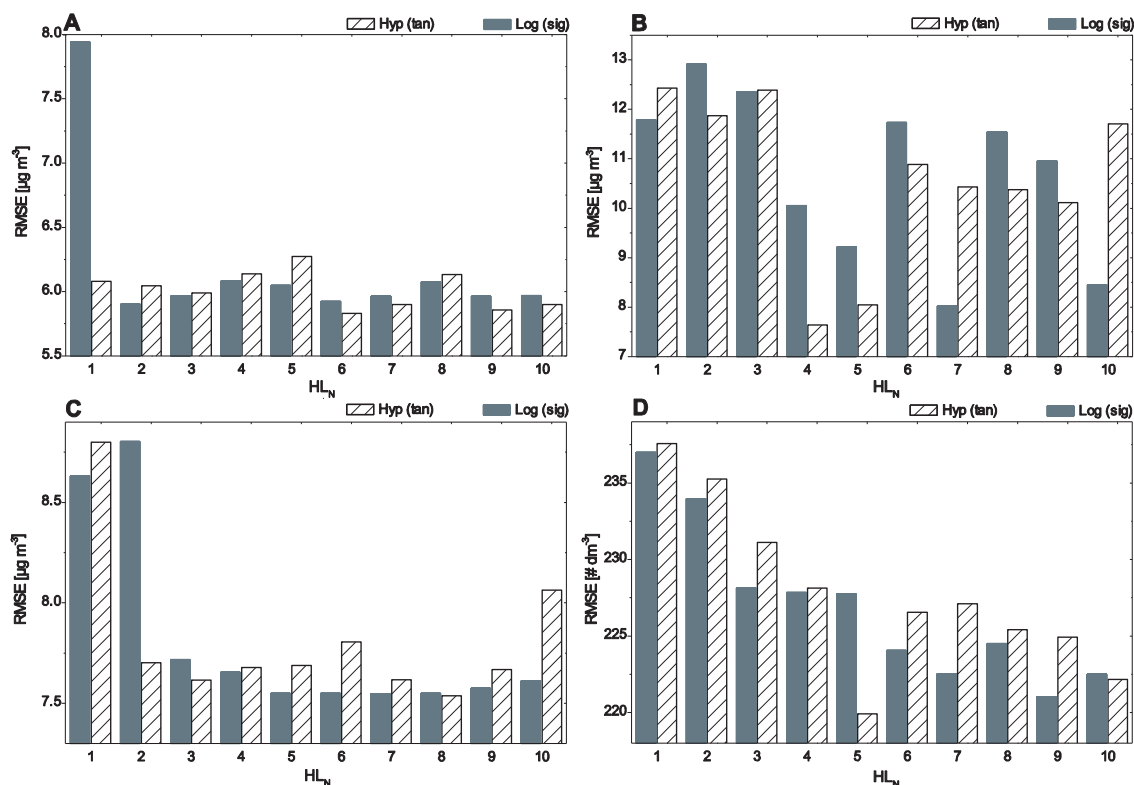 A Hyp (tan) Log (sig)
8.0
7.5
7.0
6.5
6.0
5.5
RMSE [µg m-3]
1 2 3 4 5 6 7 8 9 10
HLN
B Hyp (tan) Log (sig)
13
12
11
10
9
8
7
RMSE [µg m-3]
1 2 3 4 5 6 7 8 9 10
HLN
C Hyp (tan) Log (sig)
8.5
8.0
7.5
RMSE [µg m-3]
1 2 3 4 5 6 7 8 9 10
HLN
D Hyp (tan) Log (sig)
235
230
225
220
RMSE [# dm-3]
1 2 3 4 5 6 7 8 9 10
HLN